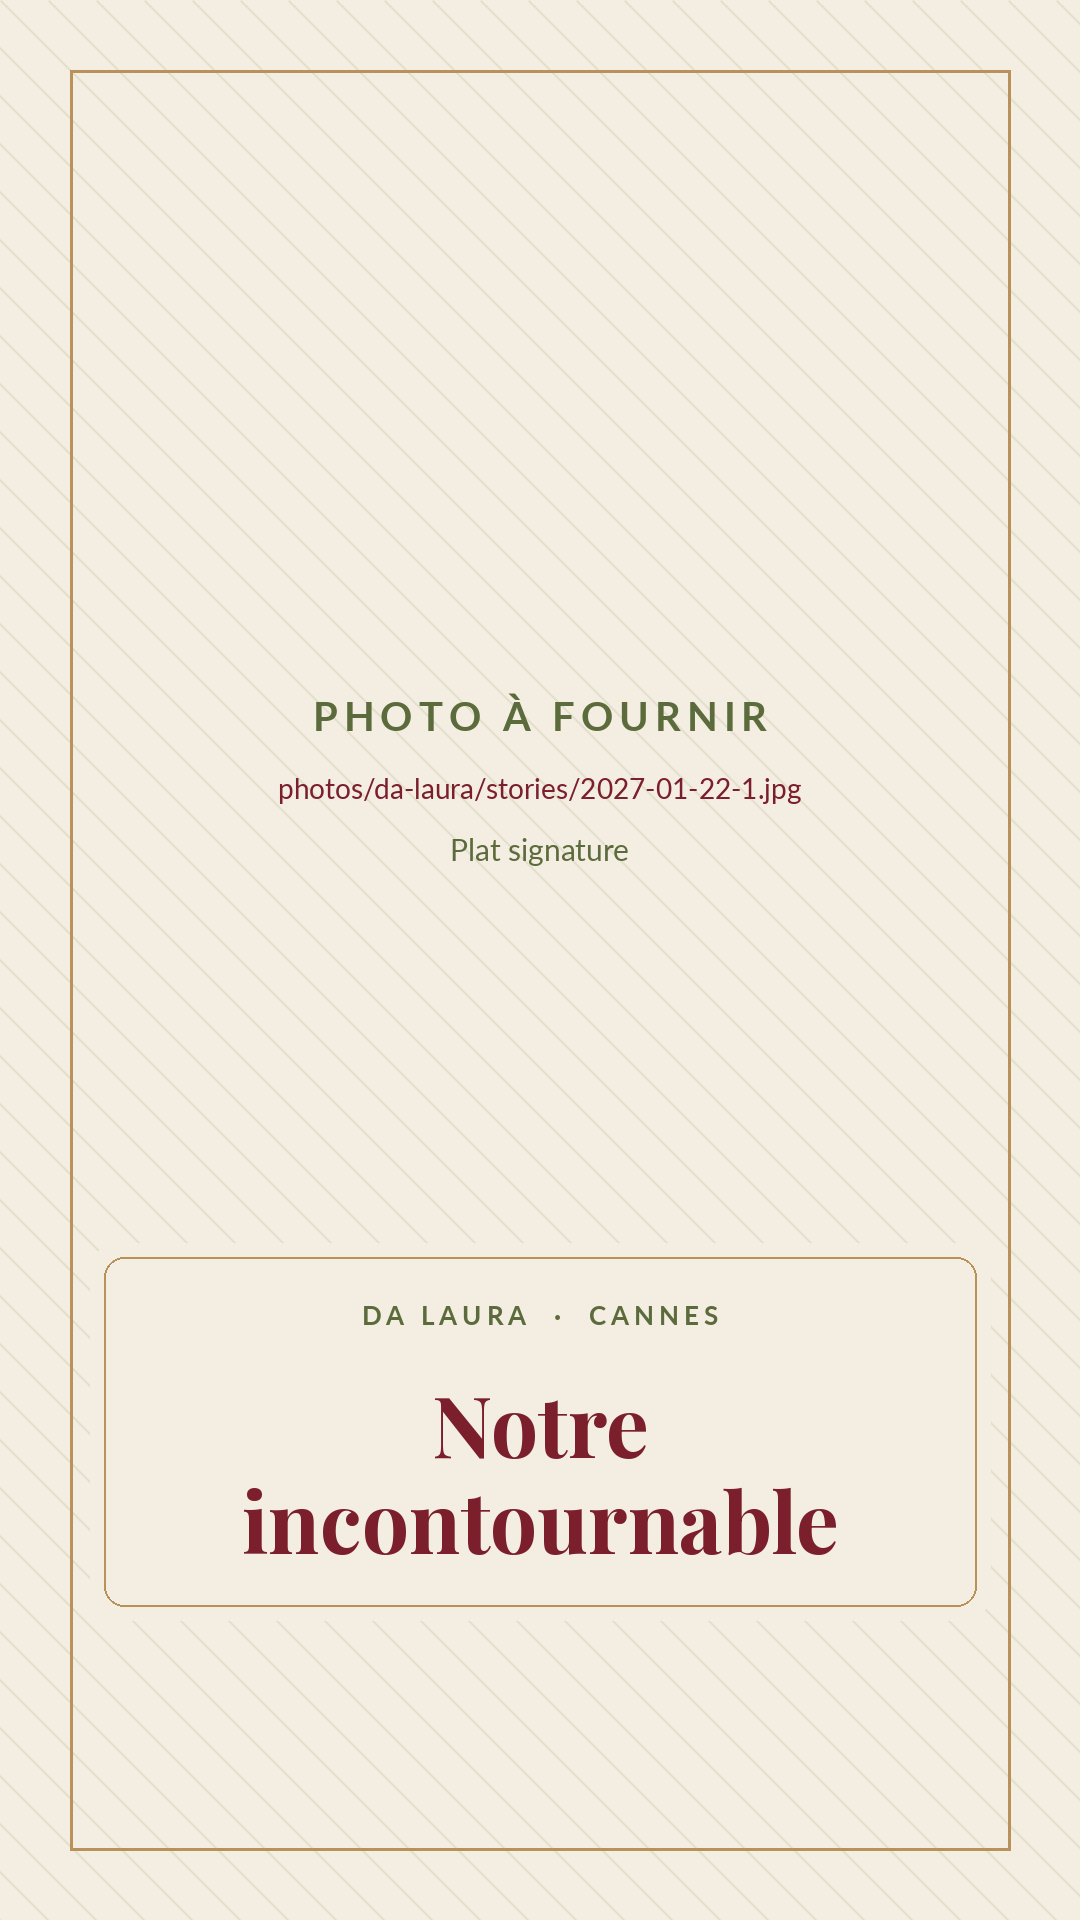 PHOTO À FOURNIR
photos/da-laura/stories/2027-01-22-1.jpg
Plat signature
DA LAURA · CANNES
Notre
incontournable